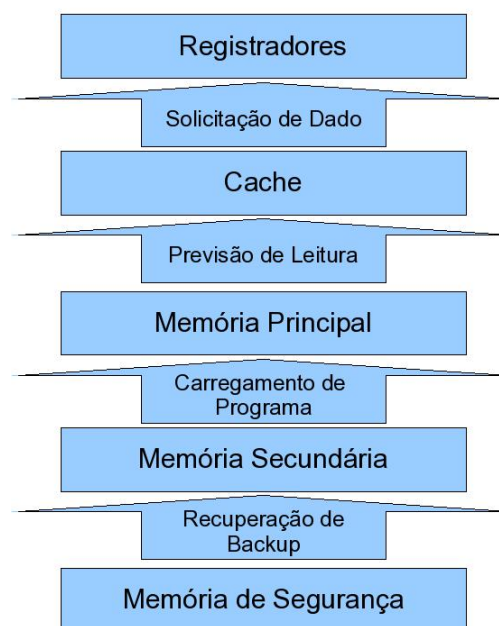 Registradores
Solicitação de Dado
Cache
Previsão de Leitura
Memória Principal
Carregamento de
Programa
Memória Secundária
Recuperação de
Backup
Memória de Segurança